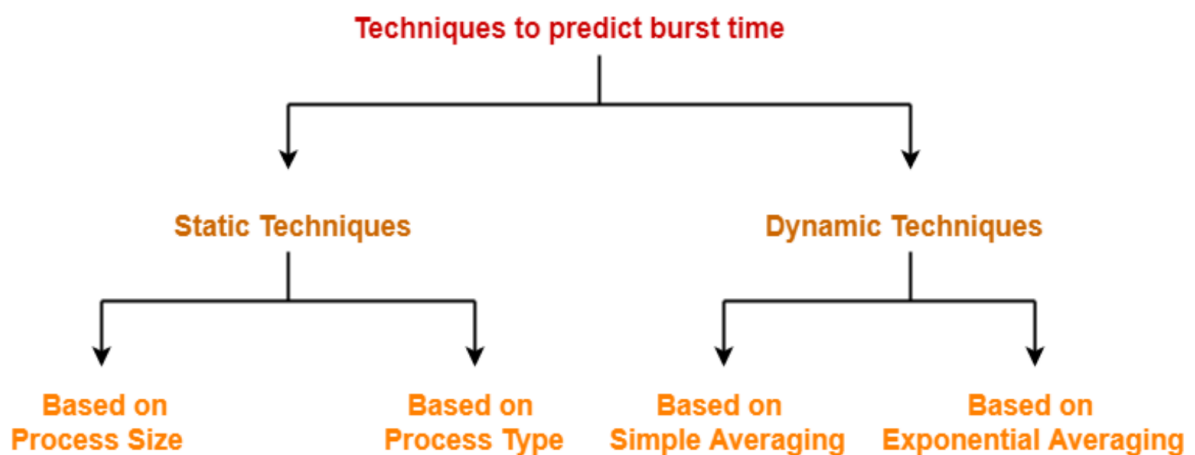 Techniques to predict burst time
Static Techniques
Dynamic Techniques
Based on
Process Size
Based on
Process Type
Based on
Simple Averaging
Based on
Exponential Averaging